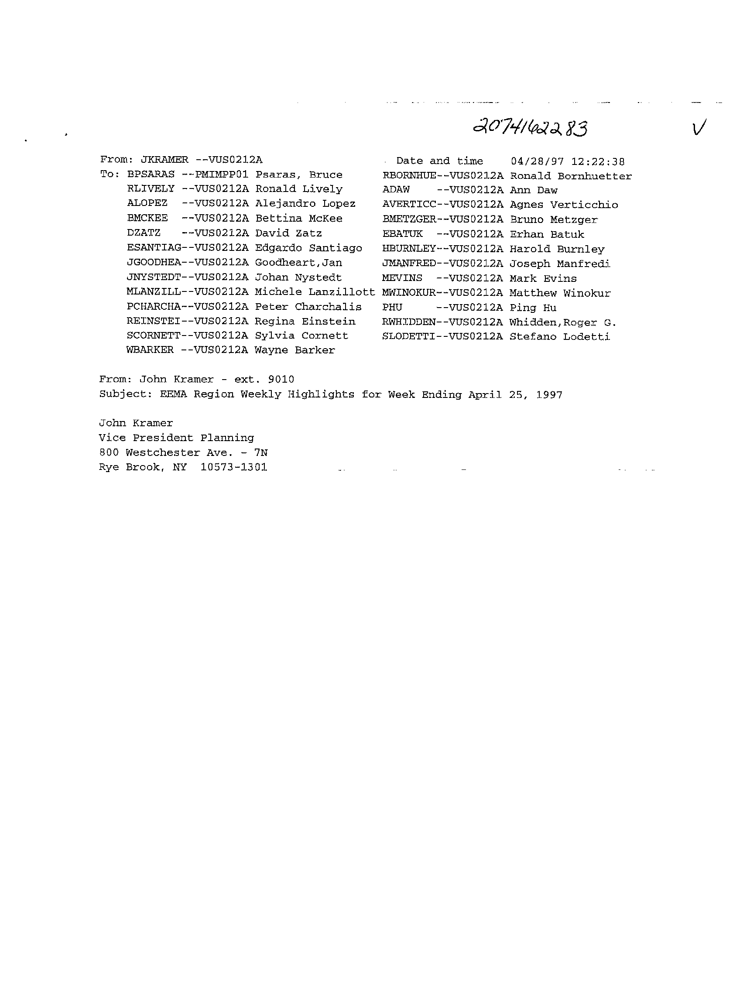 2074162283 V
From: JKRAMER --VUS0212A Date and time 04/28/97 12:22:38
To: BPSARAS --PMIMPP01 Psaras, Bruce RBORNHUE--VUS0212A Ronald Bornhuetter
RLIVELY --VUS0212A Ronald Lively ADAW --VUS0212A Ann Daw
ALOPEZ --VUS0212A Alejandro Lopez AVERTICC--VUS0212A Agnes Verticchio
BMCKEE --VUS0212A Bettina McKee BMETZGER--VUS0212A Bruno Metzger
DZATZ --VUS0212A David Zatz EBATUK --VUS0212A Erhan Batuk
ESANTIAG--VUS0212A Edgardo Santiago HBURNLEY--VUS0212A Harold Burnley
JGOODHEA--VUS0212A Goodheart,Jan JMANFRED--VUS0212A Joseph Manfredi
JNYSTEDT--VUS0212A Johan Nystedt MEVINS --VUS0212A Mark Evins
MLANZILL--VUS0212A Michele Lanzillott MWINOKUR--VUS0212A Matthew Winokur
PCHARCHA--VUS0212A Peter Charchalis PHU --VUS0212A Ping Hu
REINSTEI--VUS0212A Regina Einstein RWHIDDEN--VUS0212A Whidden,Roger G.
SCORNETT--VUS0212A Sylvia Cornett SLODETTI--VUS0212A Stefano Lodetti
WBARKER --VUS0212A Wayne Barker
From: John Kramer - ext. 9010
Subject: EEMA Region Weekly Highlights for Week Ending April 25, 1997
John Kramer
Vice President Planning
800 Westchester Ave. - 7N
Rye Brook, NY 10573-1301